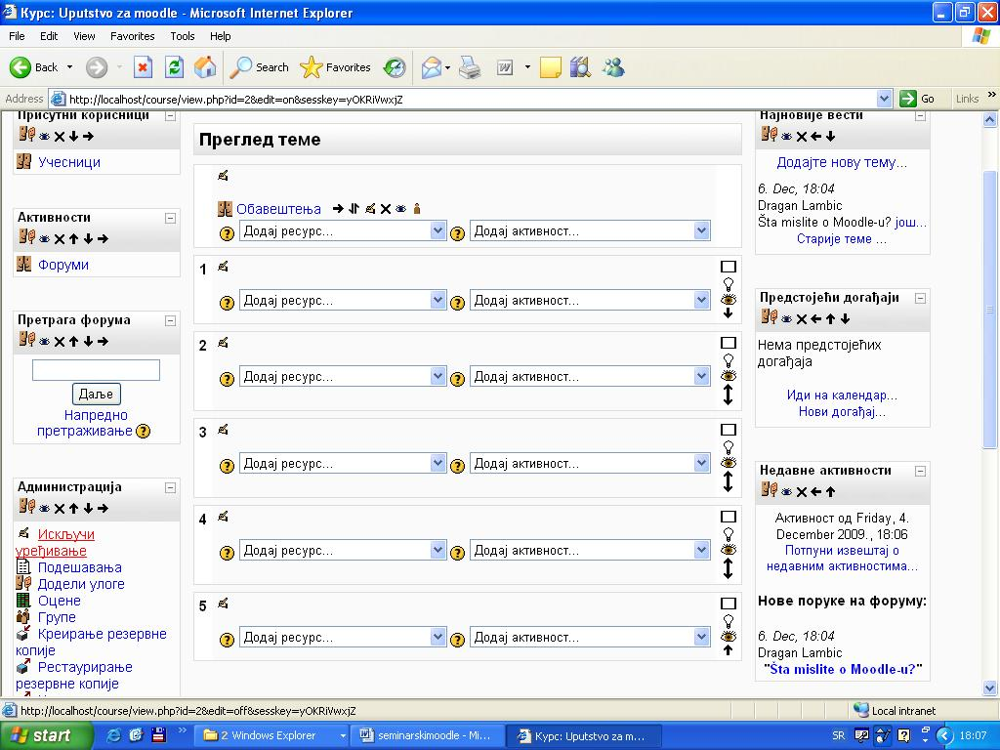 Курс: Uputstvo za moodle - Microsoft Internet Explorer
File Edit View Favorites Tools Help
Back Search Favorites
Address http://localhost/course/view.php?id=2&edit=on&sesskey=yOKRiVwxjZ Go Links »
Присутни корисници
Учесници
Активности
Форуми
Претрага форума
Даље
Напредно
претраживање
Администрација
Искључи
уређивање
Подешавања
Додели улоге
Оцене
Групе
Креирање резервне
копије
Рестаурирање
резервне копије
Преглед теме
Обавештења
Додај ресурс... Додај активност...
1
Додај ресурс... Додај активност...
2
Додај ресурс... Додај активност...
3
Додај ресурс... Додај активност...
4
Додај ресурс... Додај активност...
5
Додај ресурс... Додај активност...
Најновије вести
Додајте нову тему...
6. Dec, 18:04
Dragan Lambic
Šta mislite o Moodle-u? још...
Старије теме ...
Предстојећи догађаји
Нема предстојећих
догађаја
Иди на календар...
Нови догађај...
Недавне активности
Активност од Friday, 4.
December 2009., 18:06
Потпуни извештај о
недавним активностима...
Нове поруке на форуму:
6. Dec, 18:04
Dragan Lambic
"Šta mislite o Moodle-u?"
http://localhost/course/view.php?id=2&edit=off&sesskey=yOKRiVwxjZ Local intranet
start » 2 Windows Explorer seminarskimoodle - Mi... Курс: Uputstvo za m... SR 18:07